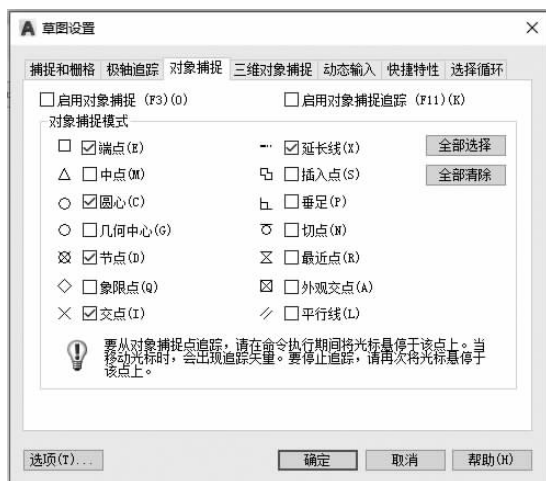 草图设置
捕捉和栅格 极轴追踪 对象捕捉 三维对象捕捉 动态输入 快捷特性 选择循环
启用对象捕捉 (F3)(O) 启用对象捕捉追踪 (F11)(K)
对象捕捉模式
端点(E) 延长线(X) 全部选择
中点(M) 插入点(S) 全部清除
圆心(C) 垂足(P)
几何中心(G) 切点(N)
节点(D) 最近点(R)
象限点(Q) 外观交点(A)
交点(I) 平行线(L)
要从对象捕捉点追踪，请在命令执行期间将光标悬停于该点上。当
移动光标时，会出现追踪矢量。要停止追踪，请再次将光标悬停于
该点上。
选项(T)... 确定 取消 帮助(H)